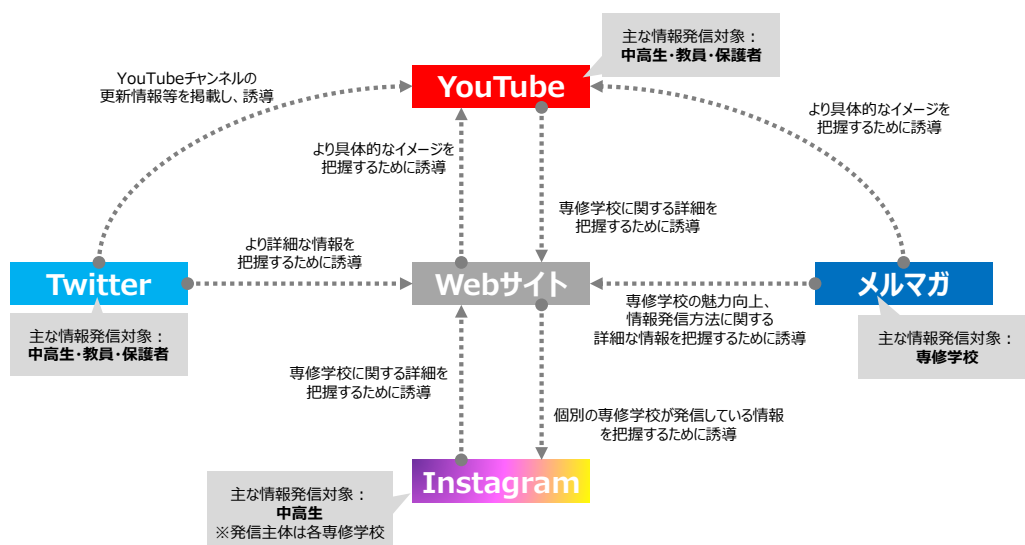 主な情報発信対象：
中高生・教員・保護者
YouTube
YouTubeチャンネルの
更新情報等を掲載し、誘導
より具体的なイメージを
把握するために誘導
より具体的なイメージを
把握するために誘導
専修学校に関する詳細を
把握するために誘導
より詳細な情報を
把握するために誘導
Twitter
Webサイト
メルマガ
主な情報発信対象：
中高生・教員・保護者
専修学校の魅力向上、
情報発信方法に関する
詳細な情報を把握するために誘導
主な情報発信対象：
専修学校
専修学校に関する詳細を
把握するために誘導
個別の専修学校が発信している情報
を把握するために誘導
Instagram
主な情報発信対象：
中高生
※発信主体は各専修学校